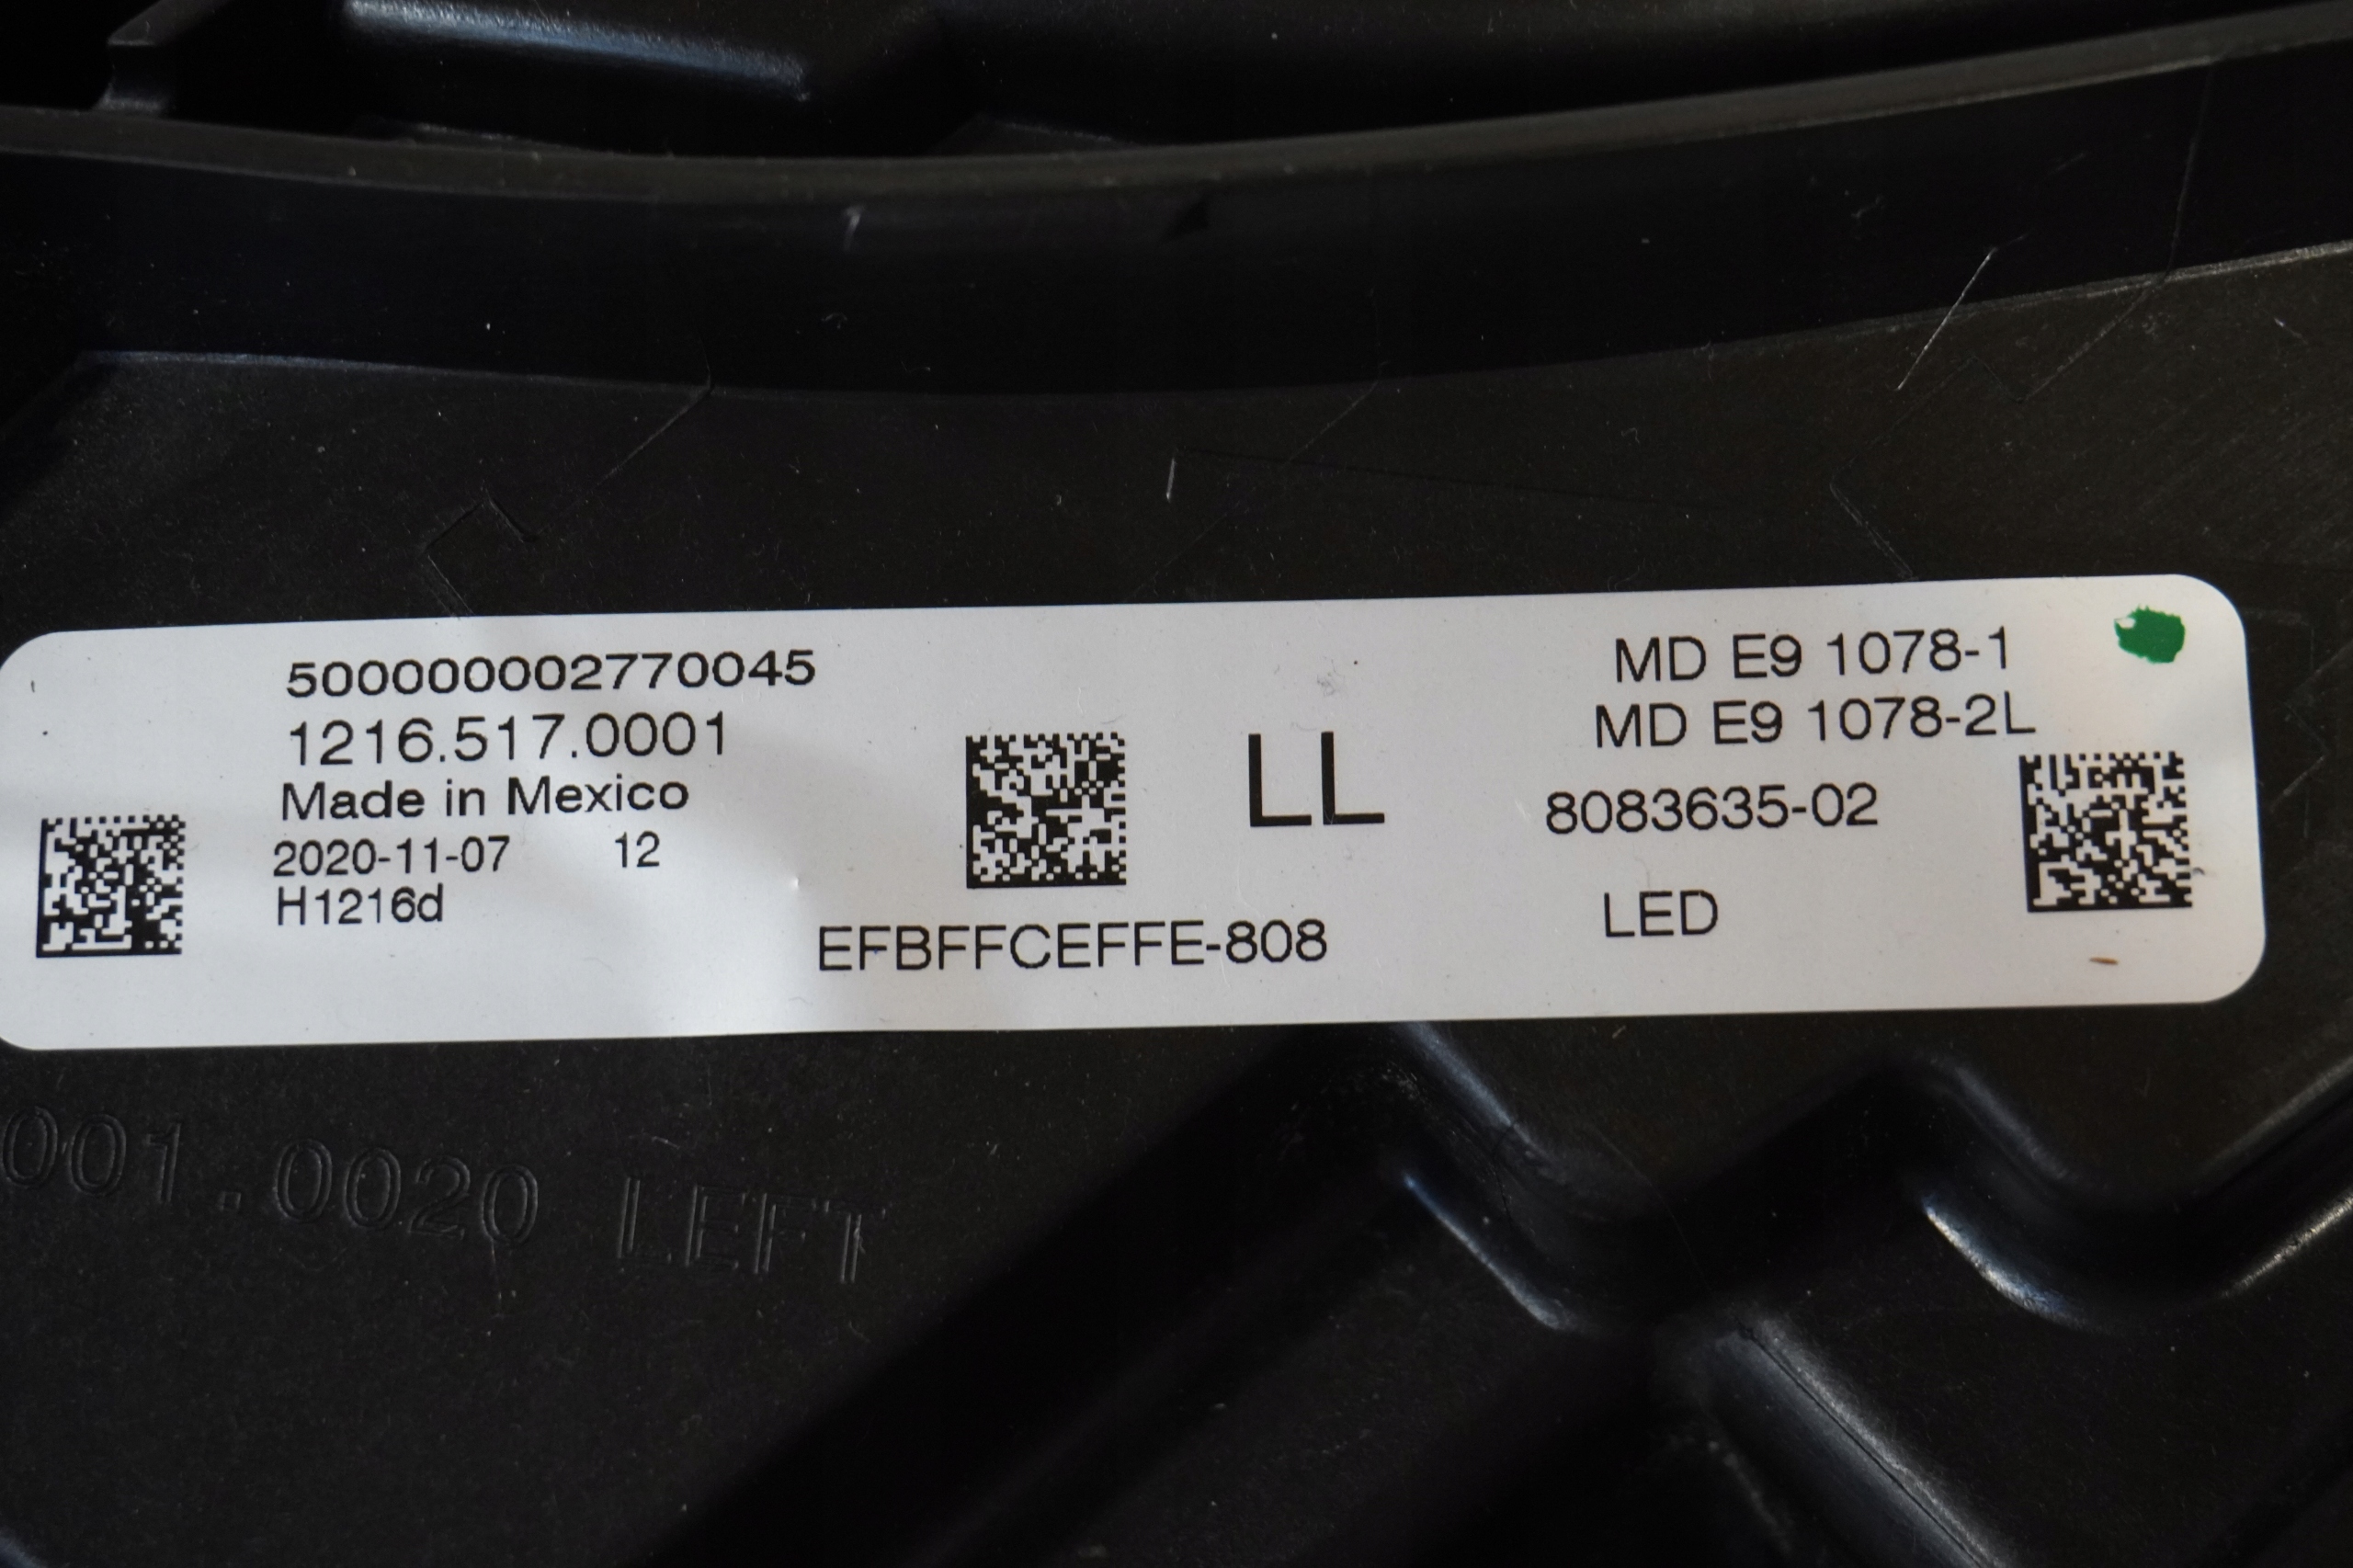 500000002770045
1216.517.0001
Made in Mexico
2020-11-07 12
H1216d
EFBFFCEFFE-808
LL
MD E9 1078-1
MD E9 1078-2L
8083635-02
LED
001.0020 LEFT